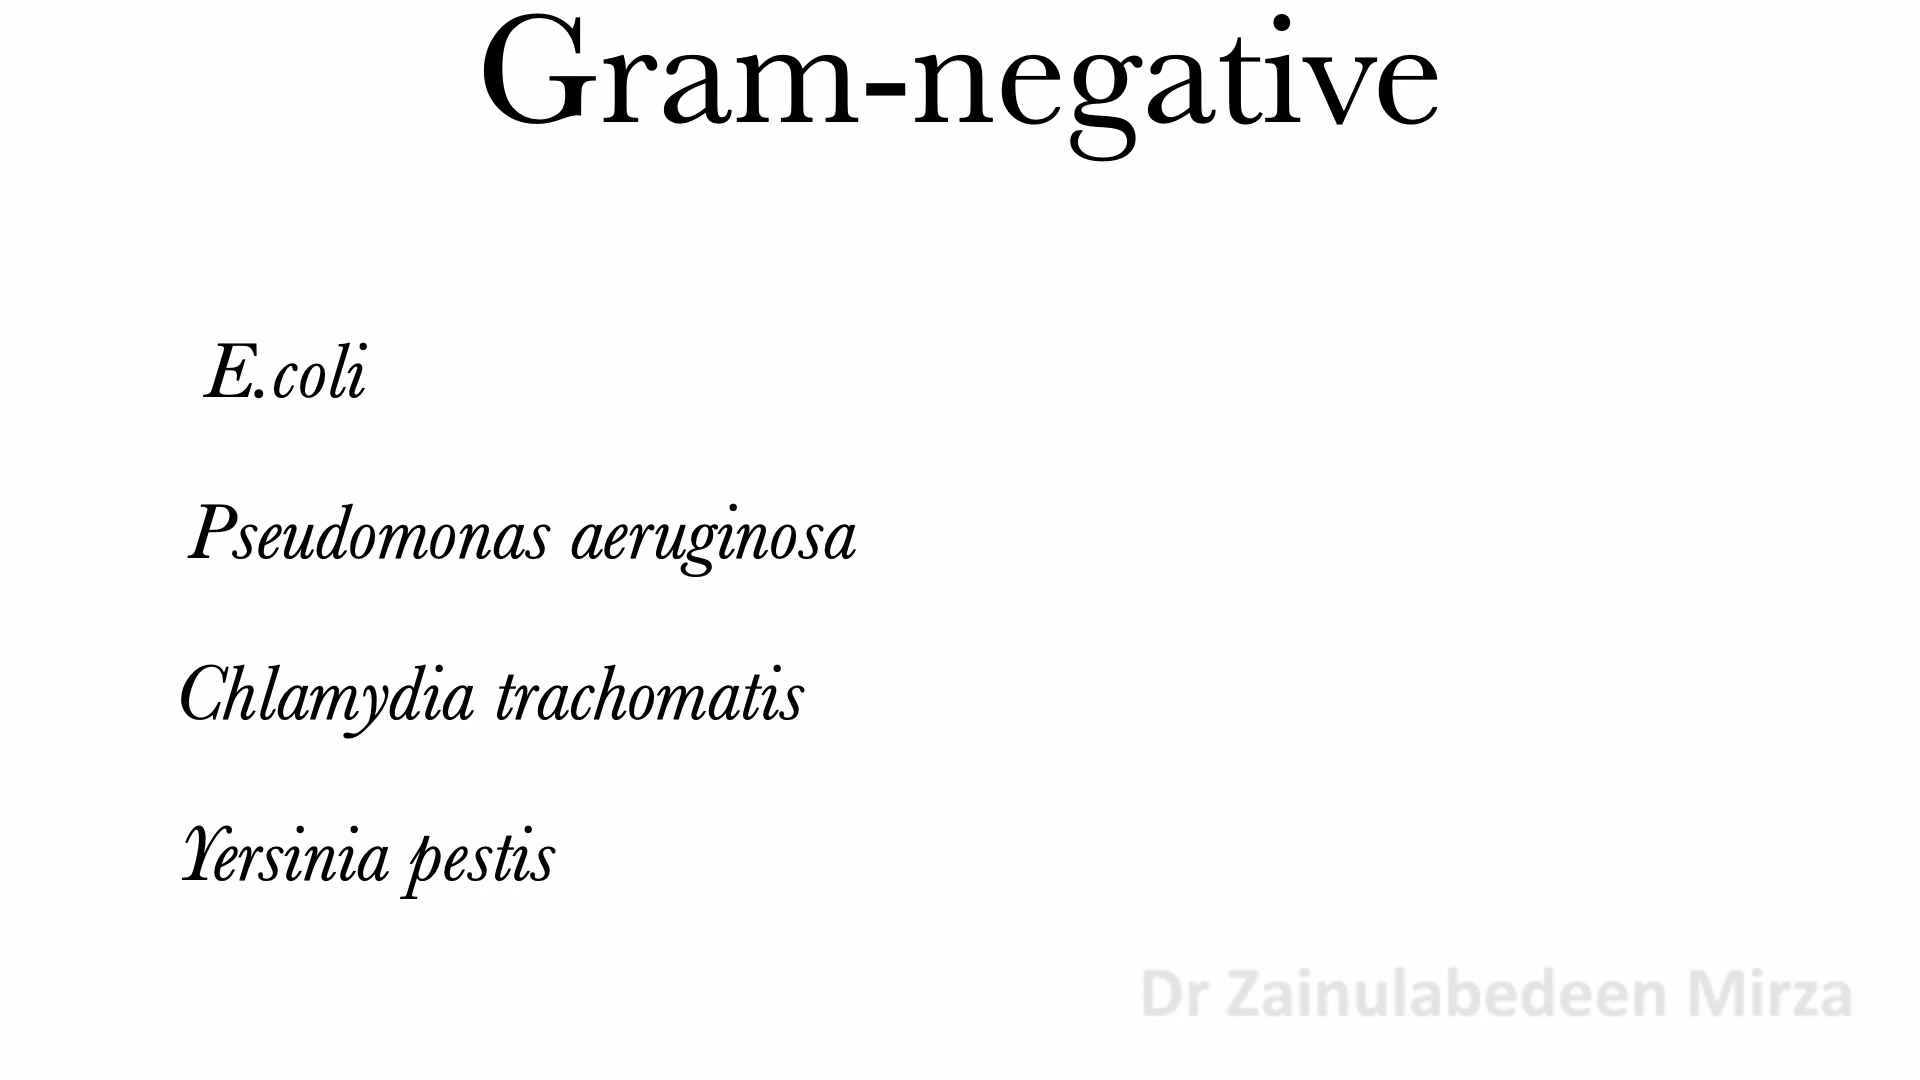 Gram-negative
E.coli
Pseudomonas aeruginosa
Chlamydia trachomatis
Yersinia pestis
Dr Zainulabedeen Mirza